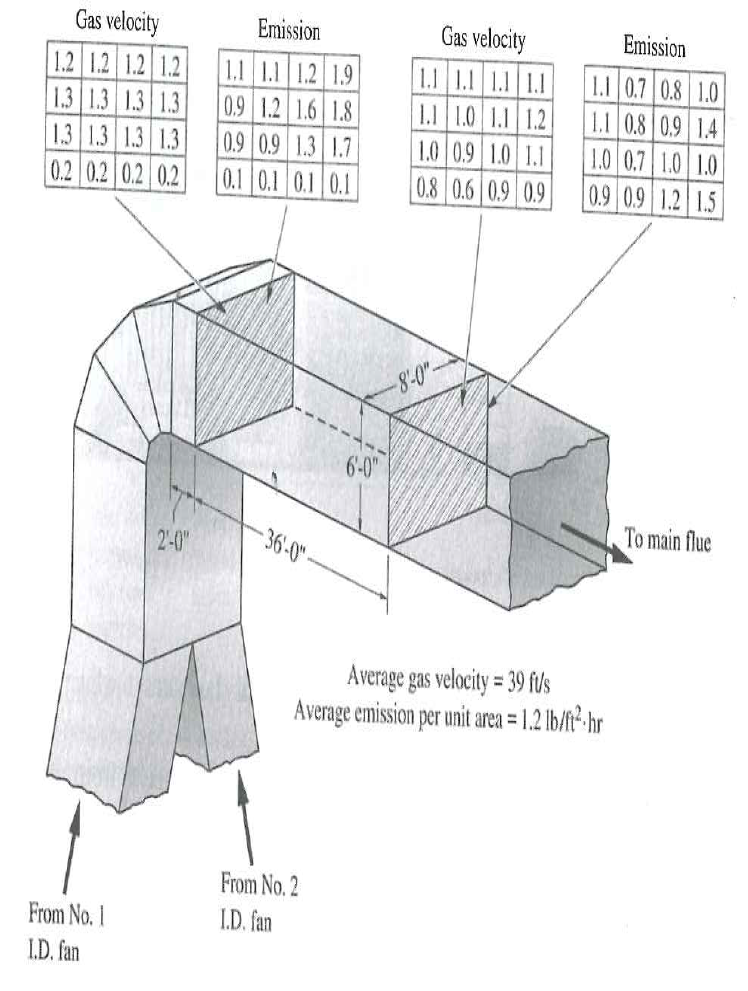 Gas velocity
1.2 1.2 1.2 1.2
1.3 1.3 1.3 1.3
1.3 1.3 1.3 1.3
0.2 0.2 0.2 0.2
Emission
1.1 1.1 1.2 1.9
0.9 1.2 1.6 1.8
0.9 0.9 1.3 1.7
0.1 0.1 0.1 0.1
Gas velocity
1.1 1.1 1.1 1.1
1.1 1.0 1.1 1.2
1.0 0.9 1.0 1.1
0.8 0.6 0.9 0.9
Emission
1.1 0.7 0.8 1.0
1.1 0.8 0.9 1.4
1.0 0.7 1.0 1.0
0.9 0.9 1.2 1.5
8'-0"
6'-0"
2'-0"
36'-0"
To main flue
Average gas velocity = 39 ft/s
Average emission per unit area = 1.2 lb/ft²·hr
From No. 1
I.D. fan
From No. 2
I.D. fan